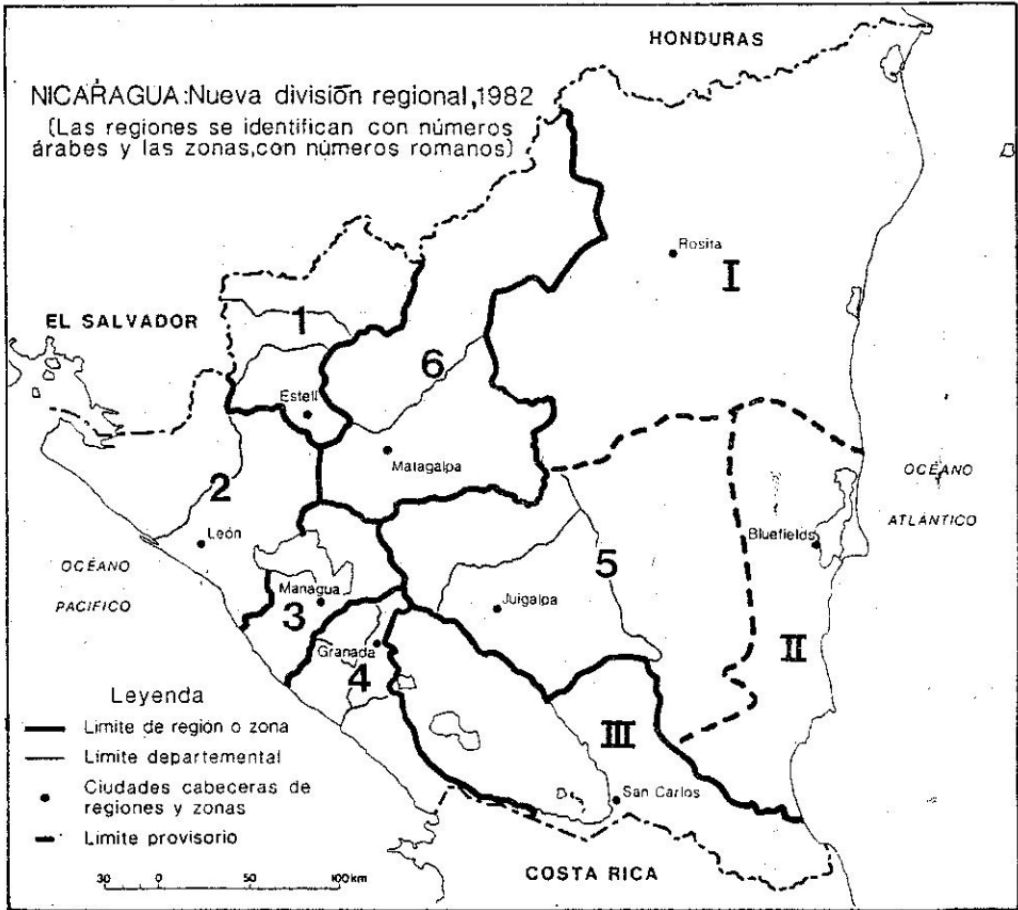 HONDURAS
NICARAGUA:Nueva división regional,1982
(Las regiones se identifican con números
árabes y las zonas,con números romanos)
Rosita
I
EL SALVADOR
1
6
Estelí
Matagalpa
2
OCÉANO
ATLÁNTICO
León
Bluefields
OCÉANO
PACIFICO
5
Managua
3
Juigalpa
II
Granada
4
Leyenda
Limite de región o zona
III
Limite departamental
Ciudades cabeceras de
regiones y zonas
San Carlos
Limite provisorio
COSTA RICA
30 0 50 100 km